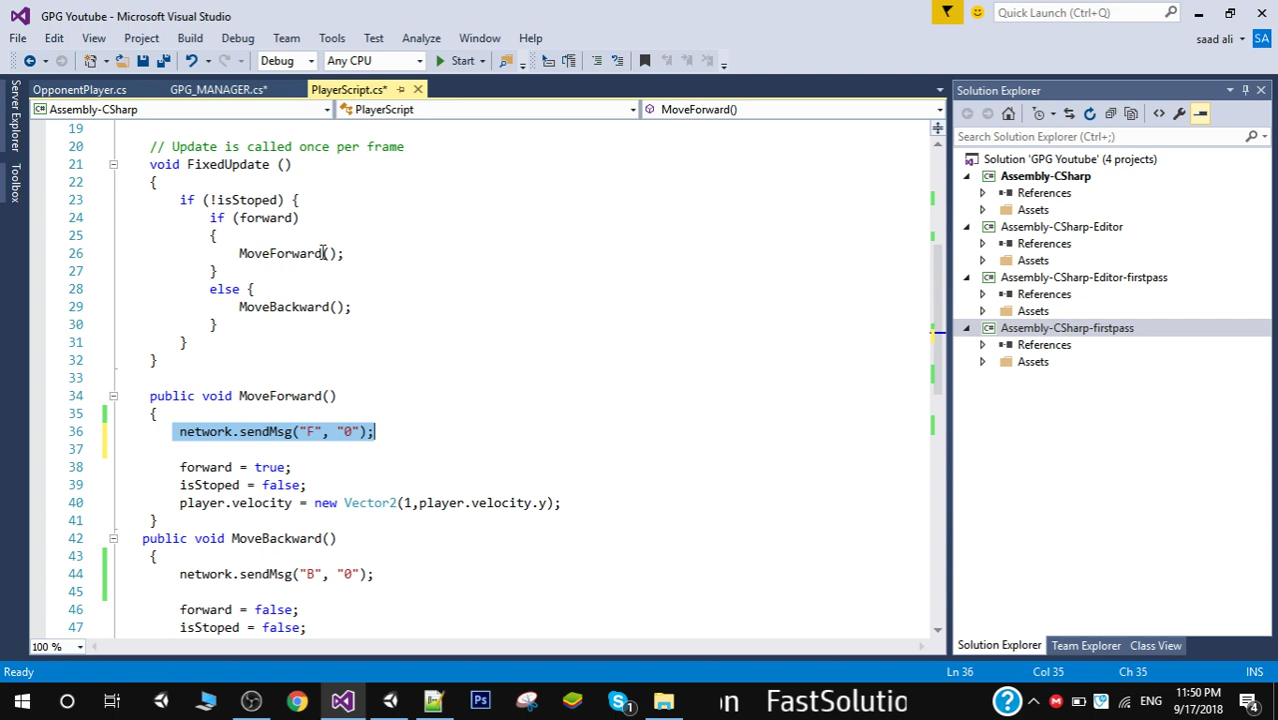 GPG Youtube - Microsoft Visual Studio
Quick Launch (Ctrl+Q)
File Edit View Project Build Debug Team Tools Test Analyze Window Help
saad ali SA
Debug Any CPU Start
Server Explorer
Toolbox
OpponentPlayer.cs GPG_MANAGER.cs* PlayerScript.cs*
Assembly-CSharp PlayerScript MoveForward()
19
20 // Update is called once per frame
21 void FixedUpdate ()
22 {
23 if (!isStoped) {
24 if (forward)
25 {
26 MoveForward();
27 }
28 else {
29 MoveBackward();
30 }
31 }
32 }
33
34 public void MoveForward()
35 {
36 network.sendMsg("F", "0");
37
38 forward = true;
39 isStoped = false;
40 player.velocity = new Vector2(1,player.velocity.y);
41 }
42 public void MoveBackward()
43 {
44 network.sendMsg("B", "0");
45
46 forward = false;
47 isStoped = false;
100 %
Solution Explorer
Search Solution Explorer (Ctrl+;)
Solution 'GPG Youtube' (4 projects)
Assembly-CSharp
References
Assets
Assembly-CSharp-Editor
References
Assets
Assembly-CSharp-Editor-firstpass
References
Assets
Assembly-CSharp-firstpass
References
Assets
Solution Explorer Team Explorer Class View
Ready Ln 36 Col 35 Ch 35 INS
on FastSolutio
ENG
11:50 PM
9/17/2018